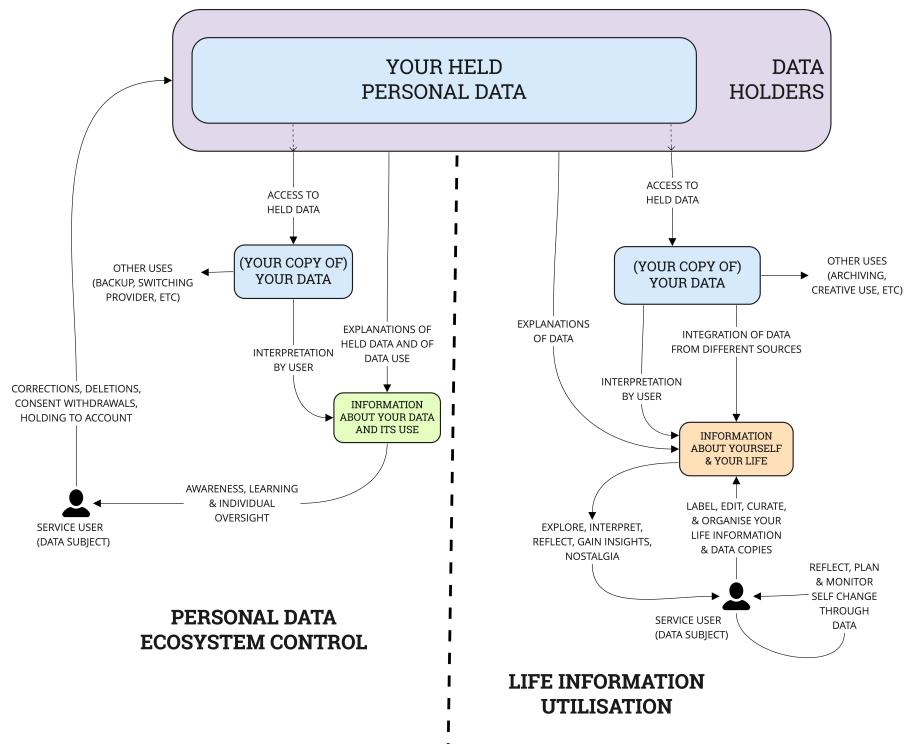 YOUR HELD
PERSONAL DATA
DATA
HOLDERS
ACCESS TO
HELD DATA
(YOUR COPY OF)
YOUR DATA
OTHER USES
(BACKUP, SWITCHING
PROVIDER, ETC)
EXPLANATIONS OF
HELD DATA AND OF
DATA USE
INTERPRETATION
BY USER
INFORMATION
ABOUT YOUR DATA
AND ITS USE
CORRECTIONS, DELETIONS,
CONSENT WITHDRAWALS,
HOLDING TO ACCOUNT
AWARENESS, LEARNING
& INDIVIDUAL
OVERSIGHT
SERVICE USER
(DATA SUBJECT)
PERSONAL DATA
ECOSYSTEM CONTROL
ACCESS TO
HELD DATA
(YOUR COPY OF)
YOUR DATA
OTHER USES
(ARCHIVING,
CREATIVE USE, ETC)
EXPLANATIONS
OF DATA
INTEGRATION OF DATA
FROM DIFFERENT SOURCES
INTERPRETATION
BY USER
INFORMATION
ABOUT YOURSELF
& YOUR LIFE
EXPLORE, INTERPRET,
REFLECT, GAIN INSIGHTS,
NOSTALGIA
LABEL, EDIT, CURATE,
& ORGANISE YOUR
LIFE INFORMATION
& DATA COPIES
REFLECT, PLAN
& MONITOR
SELF CHANGE
THROUGH
DATA
SERVICE USER
(DATA SUBJECT)
LIFE INFORMATION
UTILISATION